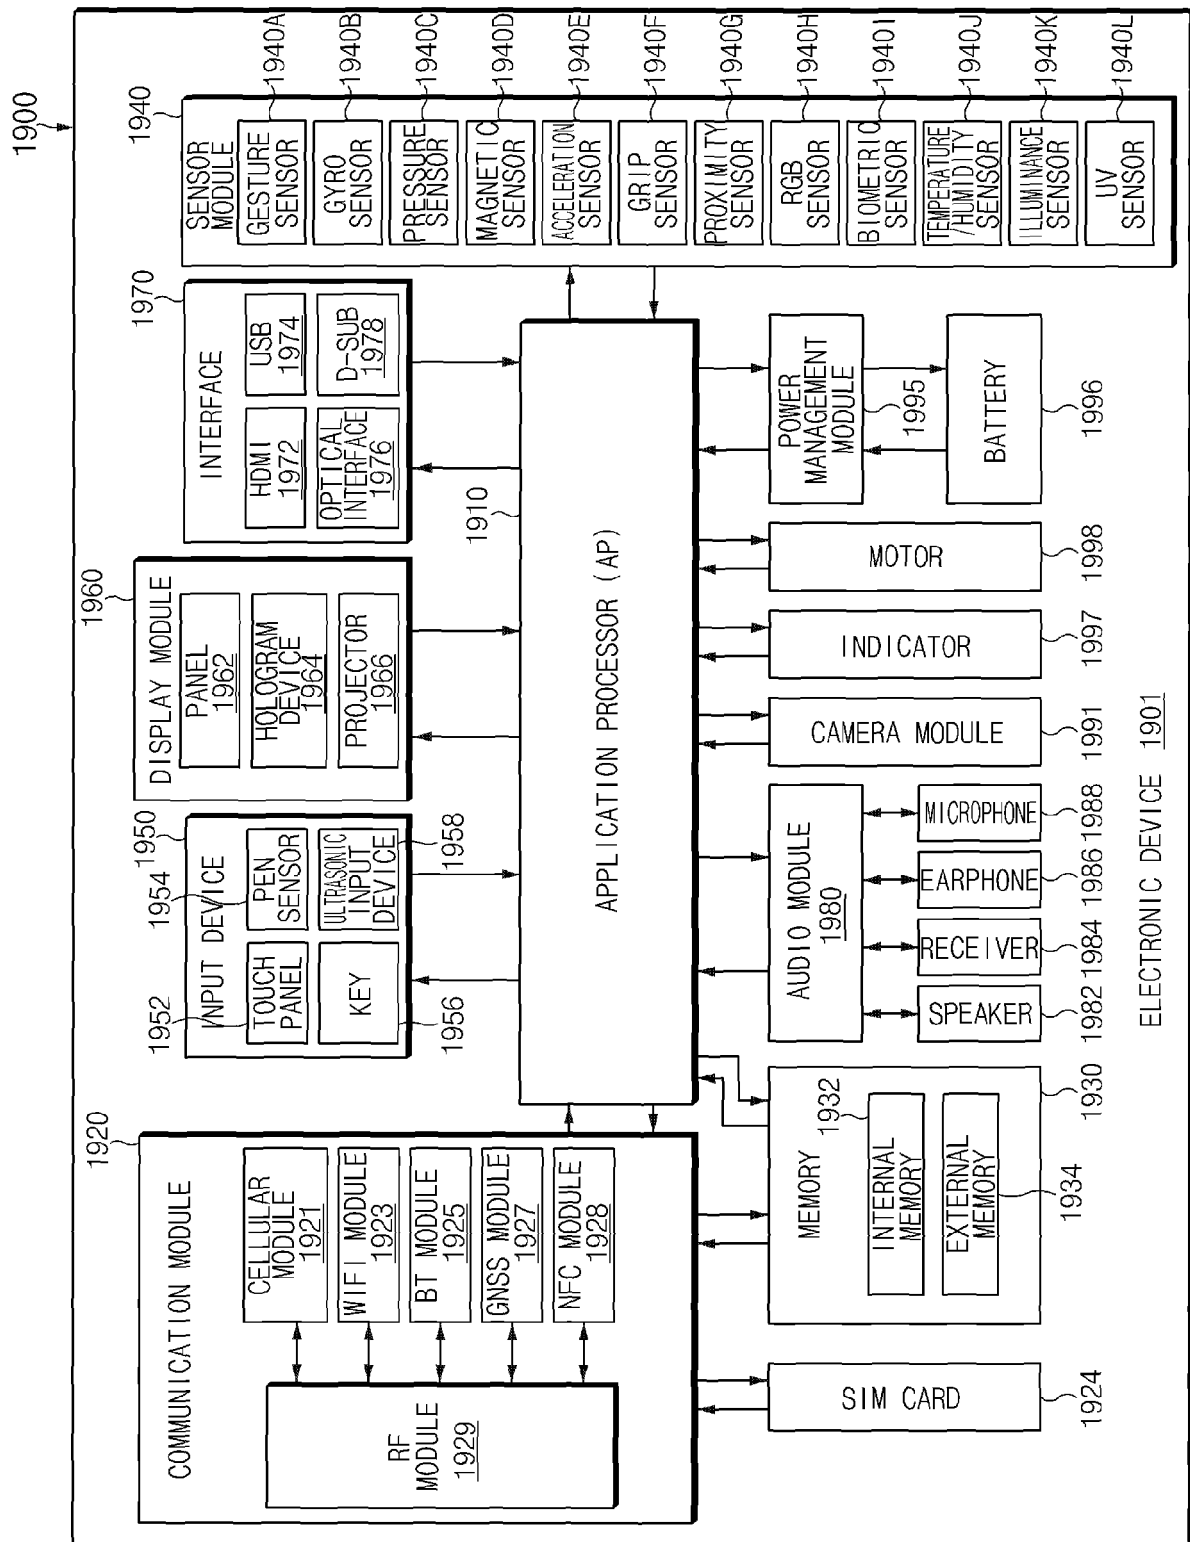 1900
COMMUNICATION MODULE
1920
CELLULAR
MODULE
1921
WIFI MODULE
1923
BT MODULE
1925
GNSS MODULE
1927
NFC MODULE
1928
RF
MODULE
1929
INPUT DEVICE
1950
1952
TOUCH
PANEL
1954
PEN
SENSOR
KEY
1956
ULTRASONIC
INPUT
DEVICE
1958
DISPLAY MODULE
1960
PANEL
1962
HOLOGRAM
DEVICE
1964
PROJECTOR
1966
INTERFACE
1970
HDMI
1972
USB
1974
OPTICAL
INTERFACE
1976
D-SUB
1978
SENSOR
MODULE
1940
GESTURE
SENSOR
1940A
GYRO
SENSOR
1940B
PRESSURE
SENSOR
1940C
MAGNETIC
SENSOR
1940D
ACCELERATION
SENSOR
1940E
GRIP
SENSOR
1940F
PROXIMITY
SENSOR
1940G
RGB
SENSOR
1940H
BIOMETRIC
SENSOR
1940I
TEMPERATURE
/HUMIDITY
SENSOR
1940J
ILLUMINANCE
SENSOR
1940K
UV
SENSOR
1940L
APPLICATION PROCESSOR (AP)
1910
SIM CARD
1924
MEMORY
1930
INTERNAL
MEMORY
1932
EXTERNAL
MEMORY
1934
AUDIO MODULE
1980
SPEAKER
1982
RECEIVER
1984
EARPHONE
1986
MICROPHONE
1988
CAMERA MODULE
1991
INDICATOR
1997
MOTOR
1998
POWER
MANAGEMENT
MODULE
1995
BATTERY
1996
ELECTRONIC DEVICE 1901